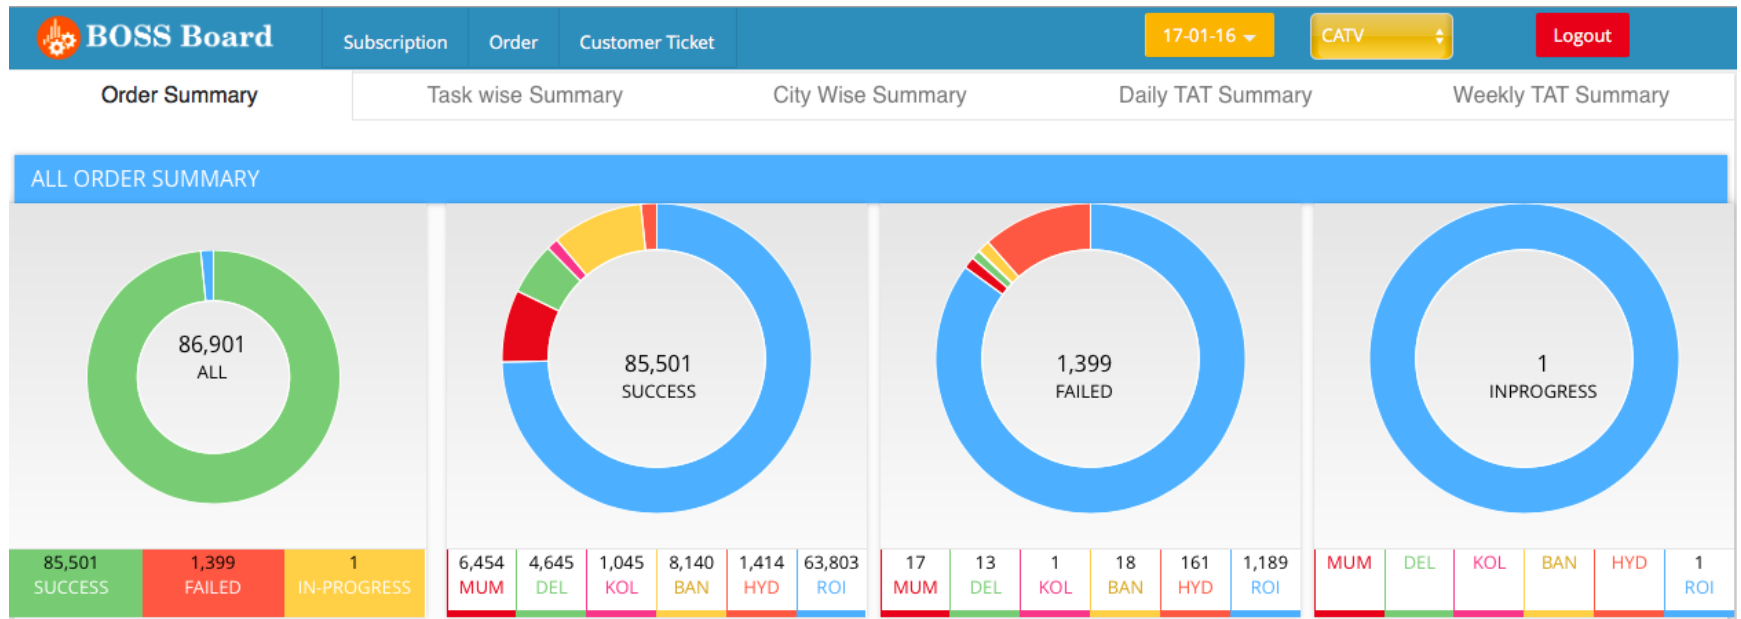 BOSS Board
Subscription Order Customer Ticket
17-01-16
CATV
Logout
Order Summary Task wise Summary City Wise Summary Daily TAT Summary Weekly TAT Summary
ALL ORDER SUMMARY
86,901
ALL
85,501 1,399 1
SUCCESS FAILED IN-PROGRESS
85,501
SUCCESS
6,454 4,645 1,045 8,140 1,414 63,803
MUM DEL KOL BAN HYD ROI
1,399
FAILED
17 13 1 18 161 1,189
MUM DEL KOL BAN HYD ROI
1
INPROGRESS
MUM DEL KOL BAN HYD 1
ROI